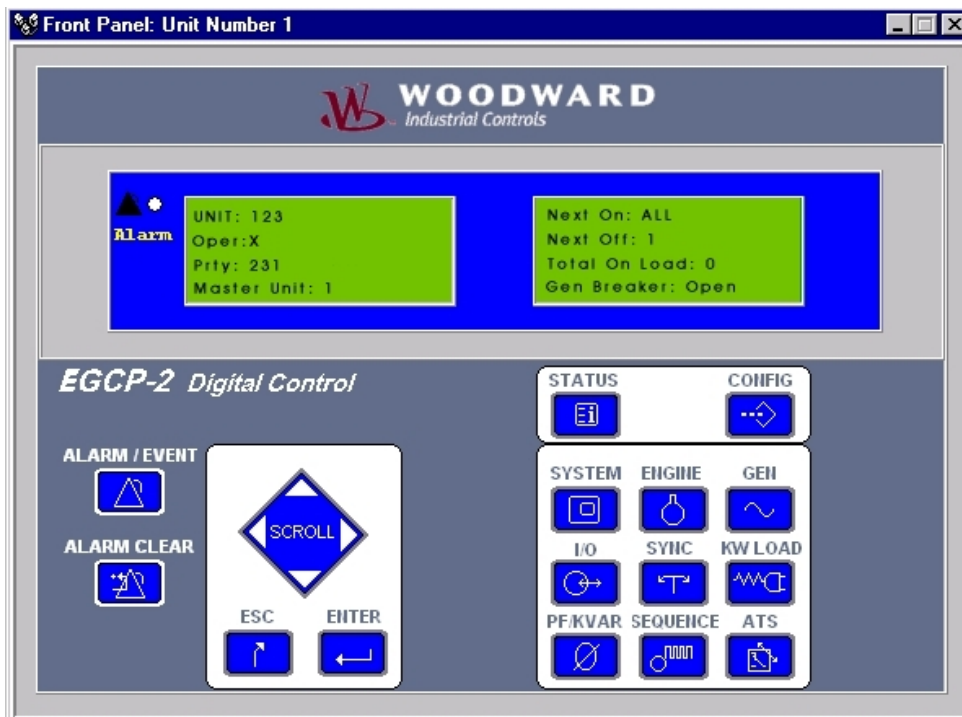 Front Panel: Unit Number 1
WOODWARD
Industrial Controls
Alarm
UNIT: 123
Oper:X
Prty: 231
Master Unit: 1
Next On: ALL
Next Off: 1
Total On Load: 0
Gen Breaker: Open
EGCP-2 Digital Control
STATUS
CONFIG
ALARM / EVENT
ALARM CLEAR
SCROLL
ESC
ENTER
SYSTEM
ENGINE
GEN
I/O
SYNC
KW LOAD
PF/KVAR
SEQUENCE
ATS